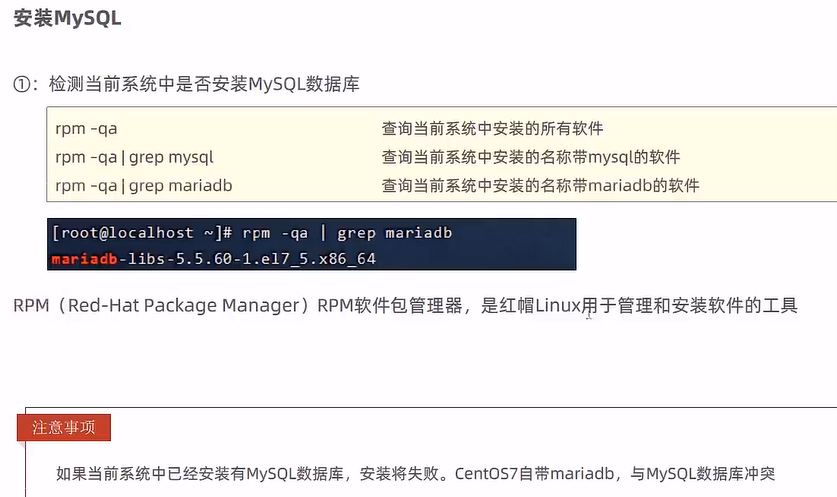 安装MySQL
①：检测当前系统中是否安装MySQL数据库
rpm -qa 查询当前系统中安装的所有软件
rpm -qa | grep mysql 查询当前系统中安装的名称带mysql的软件
rpm -qa | grep mariadb 查询当前系统中安装的名称带mariadb的软件
[root@localhost ~]# rpm -qa | grep mariadb
mariadb-libs-5.5.60-1.el7_5.x86_64
RPM（Red-Hat Package Manager）RPM软件包管理器，是红帽Linux用于管理和安装软件的工具
注意事项
如果当前系统中已经安装有MySQL数据库，安装将失败。CentOS7自带mariadb，与MySQL数据库冲突